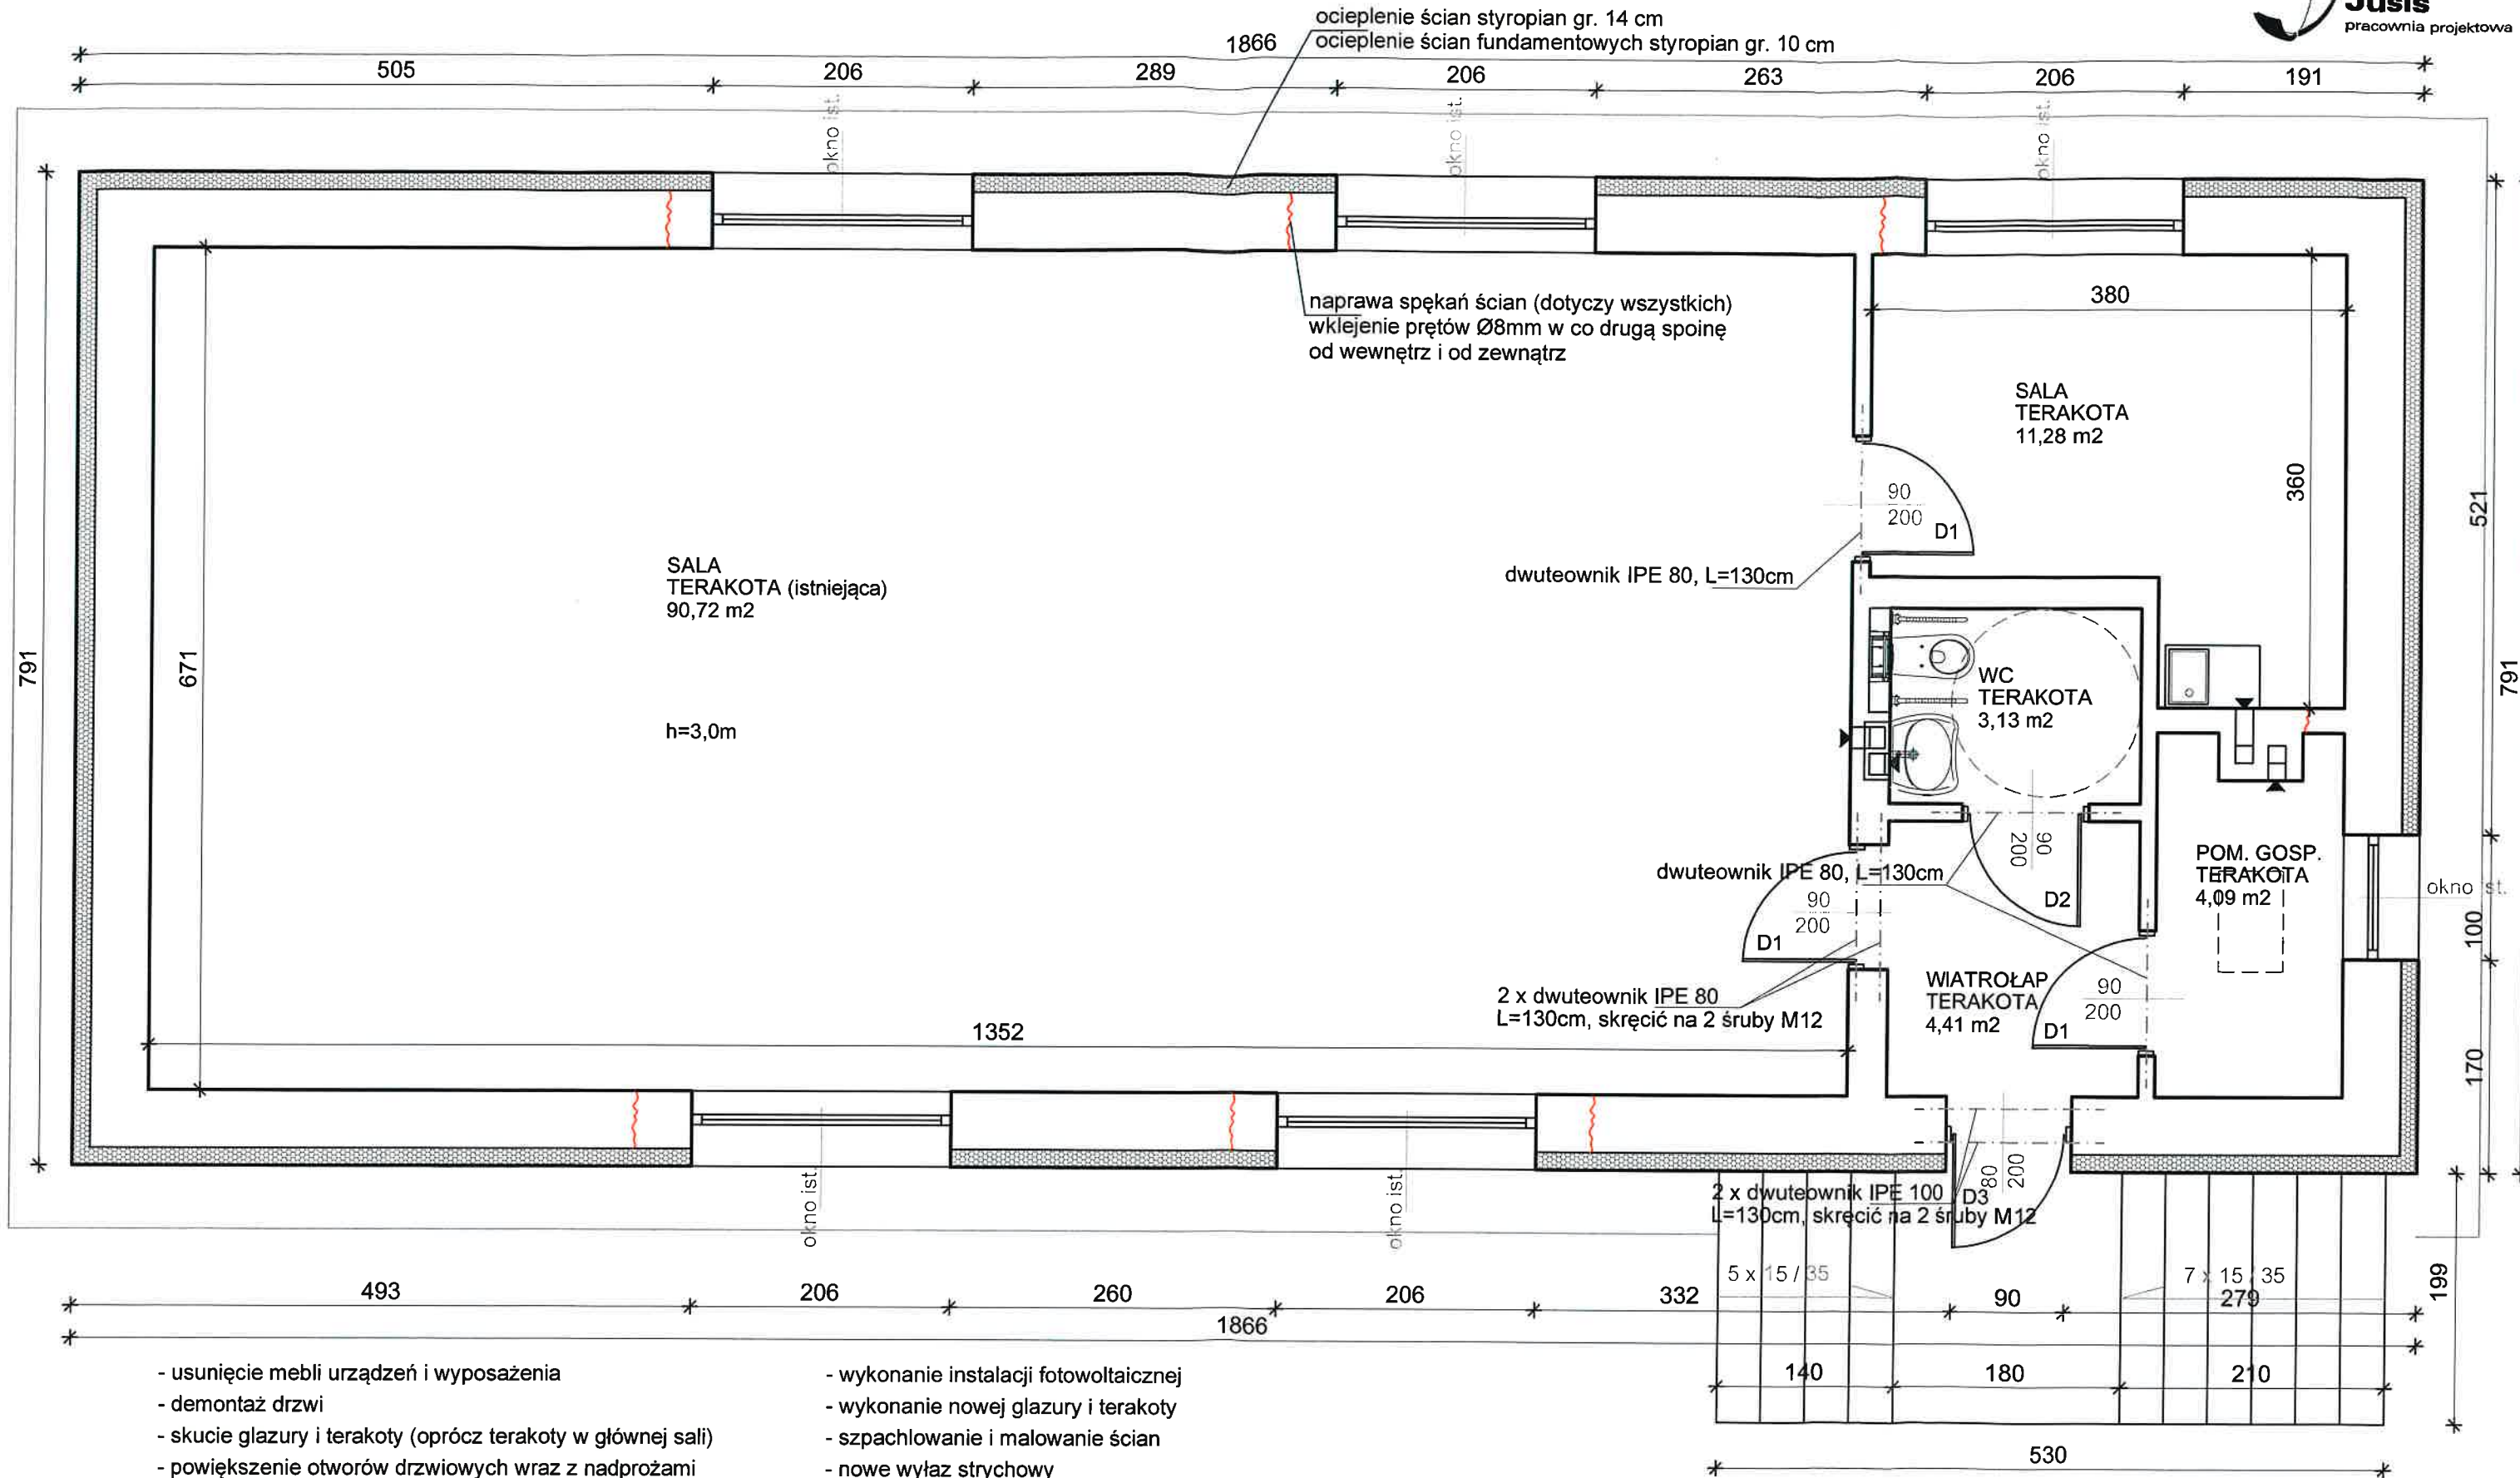 Jusis
pracownia projektowa
ocieplenie ścian styropian gr. 14 cm
ocieplenie ścian fundamentowych styropian gr. 10 cm
1866
505
206
289
206
263
206
191
okno ist.
okno ist.
okno ist.
naprawa spękań ścian (dotyczy wszystkich)
wklejenie prętów Ø8mm w co drugą spoinę
od wewnętrz i od zewnątrz
380
SALA
TERAKOTA
11,28 m2
360
521
90
200
D1
dwuteownik IPE 80, L=130cm
SALA
TERAKOTA (istniejąca)
90,72 m2
791
671
h=3,0m
WC
TERAKOTA
3,13 m2
791
90
200
D2
dwuteownik IPE 80, L=130cm
90
200
D1
POM. GOSP.
TERAKOTA
4,09 m2
okno ist.
100
2 x dwuteownik IPE 80
L=130cm, skręcić na 2 śruby M12
WIATROŁAP
TERAKOTA
4,41 m2
90
200
D1
1352
170
80
200
2 x dwuteownik IPE 100
D3
L=130cm, skręcić na 2 śruby M12
okno ist.
okno ist.
5 x 15 / 35
7 x 15 / 35
199
493
206
260
206
332
90
279
1866
140
180
210
530
- usunięcie mebli urządzeń i wyposażenia
- demontaż drzwi
- skucie glazury i terakoty (oprócz terakoty w głównej sali)
- powiększenie otworów drzwiowych wraz z nadprożami
- wykonanie instalacji fotowoltaicznej
- wykonanie nowej glazury i terakoty
- szpachlowanie i malowanie ścian
- nowe wyłaz strychowy